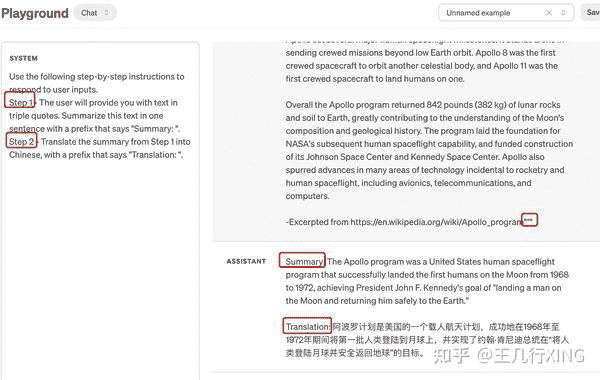 Playground
Chat
Unnamed example
Save
SYSTEM
Use the following step-by-step instructions to
respond to user inputs.
Step 1 - The user will provide you with text in
triple quotes. Summarize this text in one
sentence with a prefix that says "Summary: ".
Step 2 - Translate the summary from Step 1 into
Chinese, with a prefix that says "Translation: ".
sending crewed missions beyond low Earth orbit. Apollo 8 was the first
crewed spacecraft to orbit another celestial body, and Apollo 11 was the
first crewed spacecraft to land humans on one.
Overall the Apollo program returned 842 pounds (382 kg) of lunar rocks
and soil to Earth, greatly contributing to the understanding of the Moon's
composition and geological history. The program laid the foundation for
NASA's subsequent human spaceflight capability, and funded construction
of its Johnson Space Center and Kennedy Space Center. Apollo also
spurred advances in many areas of technology incidental to rocketry and
human spaceflight, including avionics, telecommunications, and
computers.
-Excerpted from https://en.wikipedia.org/wiki/Apollo_program
ASSISTANT
Summary: The Apollo program was a United States human spaceflight
program that successfully landed the first humans on the Moon from 1968
to 1972, achieving President John F. Kennedy's goal of "landing a man
on the Moon and returning him safely to the Earth."
Translation: 阿波罗计划是美国的一个载人航天计划，成功地在1968年至
1972年期间将第一批人类登陆到月球上，并实现了约翰·肯尼迪总统在“将人
类登陆月球并安全返回地球”的目标。
知乎 @王几行XING